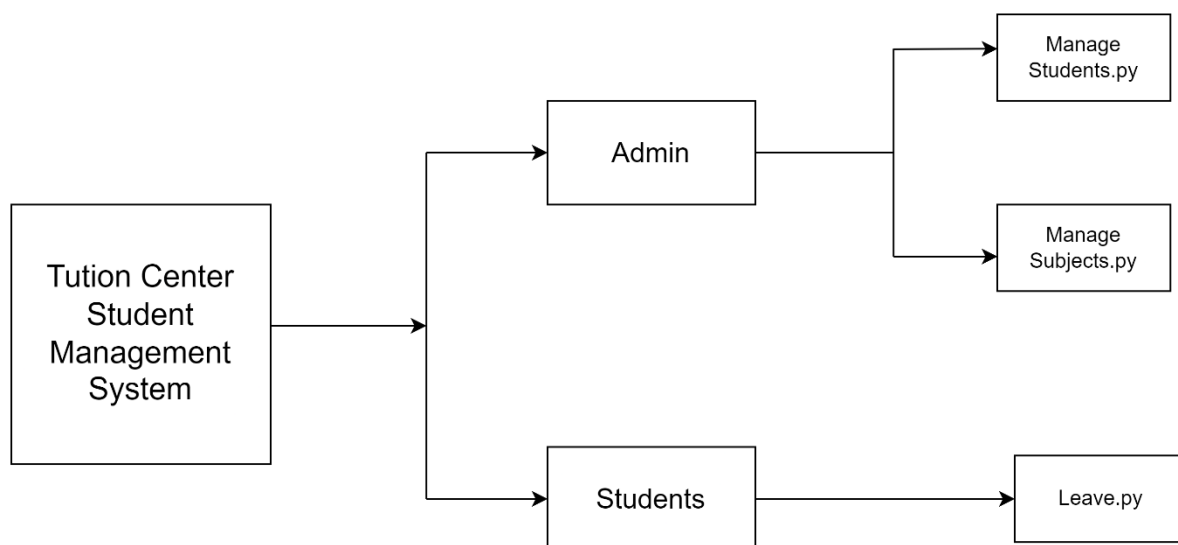 Tution Center
Student
Management
System
Admin
Manage
Students.py
Manage
Subjects.py
Students
Leave.py